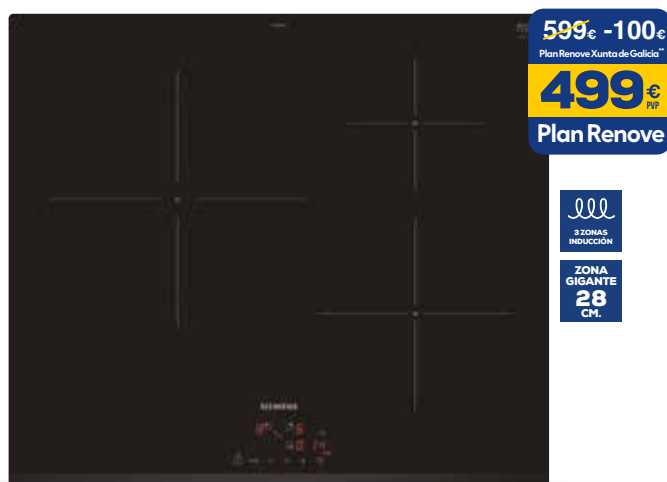 599€ -100€
Plan Renove Xunta de Galicia**
499€
PVP
Plan Renove
3 ZONAS
INDUCCIÓN
ZONA
GIGANTE
28
CM.
SIEMENS